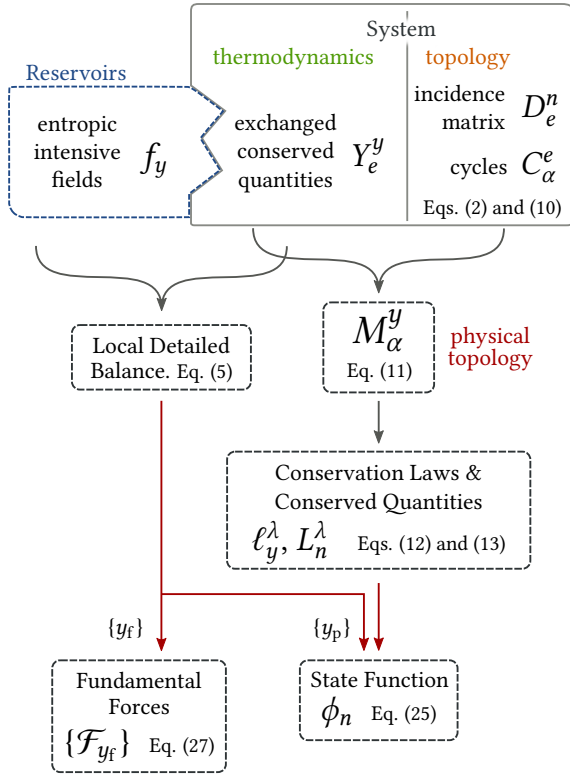 System
Reservoirs
thermodynamics
topology
entropic
intensive
fields
f_y
exchanged
conserved
quantities
Y_e^y
incidence
matrix
D_e^n
cycles C_α^e
Eqs. (2) and (10)
Local Detailed
Balance. Eq. (5)
M_α^y
Eq. (11)
physical
topology
Conservation Laws &
Conserved Quantities
ℓ_y^λ, L_n^λ Eqs. (12) and (13)
{y_f}
{y_p}
Fundamental
Forces
{ℱ_{y_f}} Eq. (27)
State Function
ϕ_n Eq. (25)